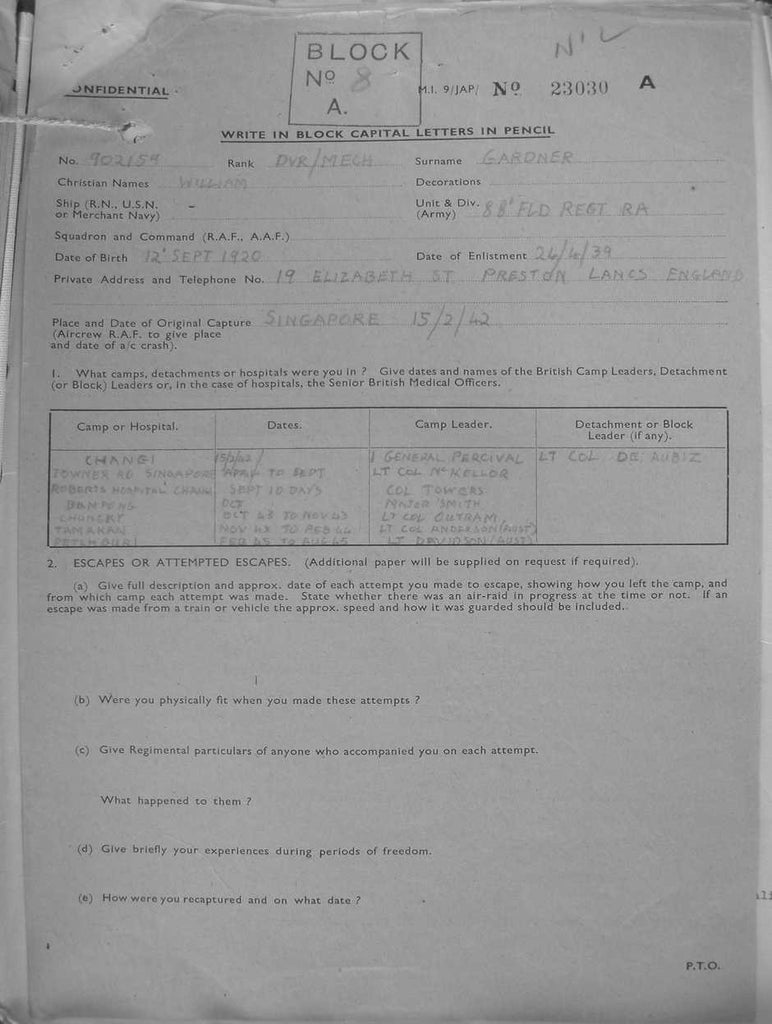 BLOCK
Nº 8
A.
NIL
ONFIDENTIAL.
M.I. 9/JAP/ Nº 23030 A
WRITE IN BLOCK CAPITAL LETTERS IN PENCIL
No. 902159 Rank DVR/MECH Surname GARDNER
Christian Names WILLIAM Decorations
Ship (R.N., U.S.N. - Unit & Div. 88' FLD REGT RA
or Merchant Navy) (Army)
Squadron and Command (R.A.F., A.A.F.)
Date of Birth 12' SEPT 1920 Date of Enlistment 24/4/39
Private Address and Telephone No. 19 ELIZABETH ST PRESTON LANCS ENGLAND
Place and Date of Original Capture SINGAPORE 15/2/42
(Aircrew R.A.F. to give place
and date of a/c crash).
1. What camps, detachments or hospitals were you in ? Give dates and names of the British Camp Leaders, Detachment
(or Block) Leaders or, in the case of hospitals, the Senior British Medical Officers.
Camp or Hospital. Dates. Camp Leader. Detachment or Block
Leader (if any).
CHANGI 15/2/42 GENERAL PERCIVAL LT COL
TOWNER RD SINGAPORE APRIL TO SEPT LT COL McKELLOR
ROBERTS HOSPITAL CHANGI SEPT 10 DAYS COL TOWERS
OCT MAJOR SMITH
OCT 43 TO NOV 43 LT COL OUTRAM
TAMAKAN NOV 43 TO FEB 44 LT COL ANDERSON (AUST)
FEB 45 TO AUG 45 LT DAVIDSON (AUST)
2. ESCAPES OR ATTEMPTED ESCAPES. (Additional paper will be supplied on request if required).
(a) Give full description and approx. date of each attempt you made to escape, showing how you left the camp, and
from which camp each attempt was made. State whether there was an air-raid in progress at the time or not. If an
escape was made from a train or vehicle the approx. speed and how it was guarded should be included.
(b) Were you physically fit when you made these attempts ?
(c) Give Regimental particulars of anyone who accompanied you on each attempt.
What happened to them ?
(d) Give briefly your experiences during periods of freedom.
(e) How were you recaptured and on what date ?
P.T.O.